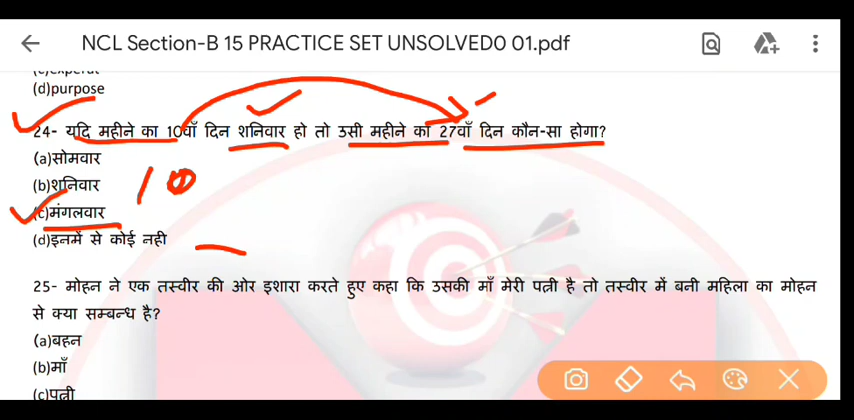 NCL Section-B 15 PRACTICE SET UNSOLVED0 01.pdf
(d)purpose
24- यदि महीने का 10वाँ दिन शनिवार हो तो उसी महीने का 27वाँ दिन कौन-सा होगा?
(a)सोमवार
(b)शनिवार
(c)मंगलवार
(d)इनमें से कोई नही
25- मोहन ने एक तस्वीर की ओर इशारा करते हुए कहा कि उसकी माँ मेरी पत्नी है तो तस्वीर में बनी महिला का मोहन
से क्या सम्बन्ध है?
(a)बहन
(b)माँ
(c)पत्नी